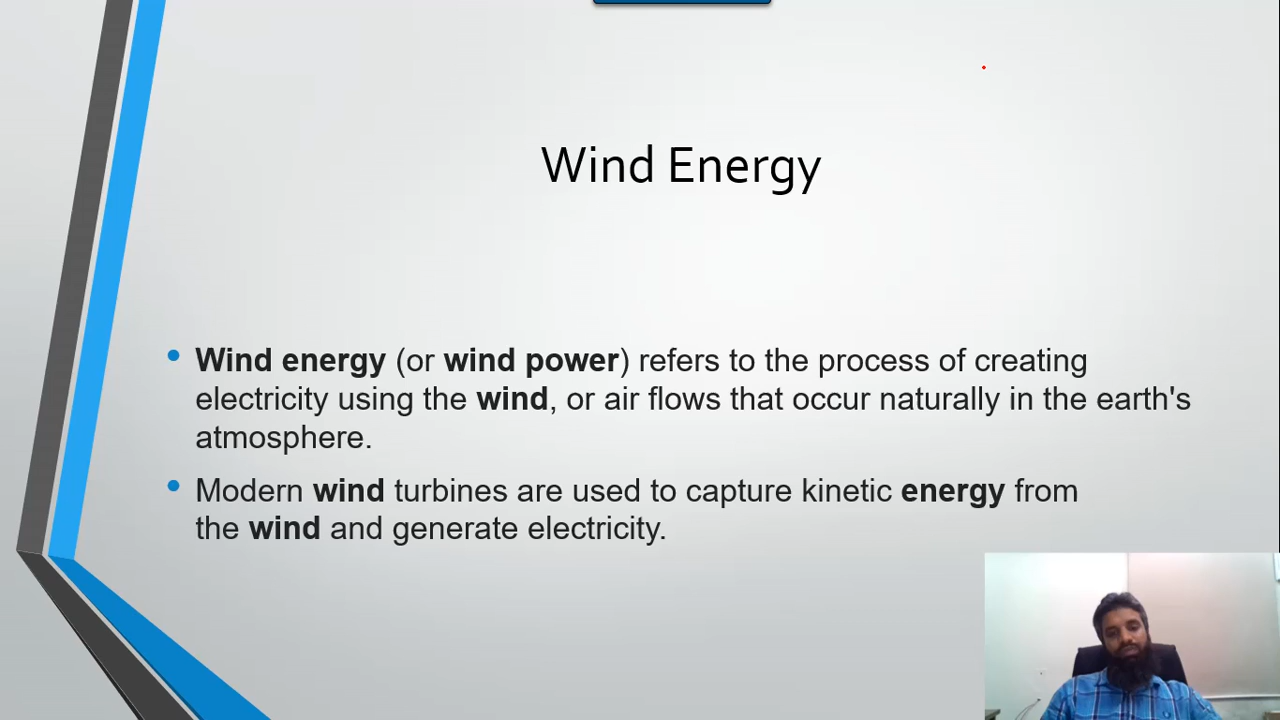 Wind Energy
Wind energy (or wind power) refers to the process of creating
electricity using the wind, or air flows that occur naturally in the earth's
atmosphere.
Modern wind turbines are used to capture kinetic energy from
the wind and generate electricity.